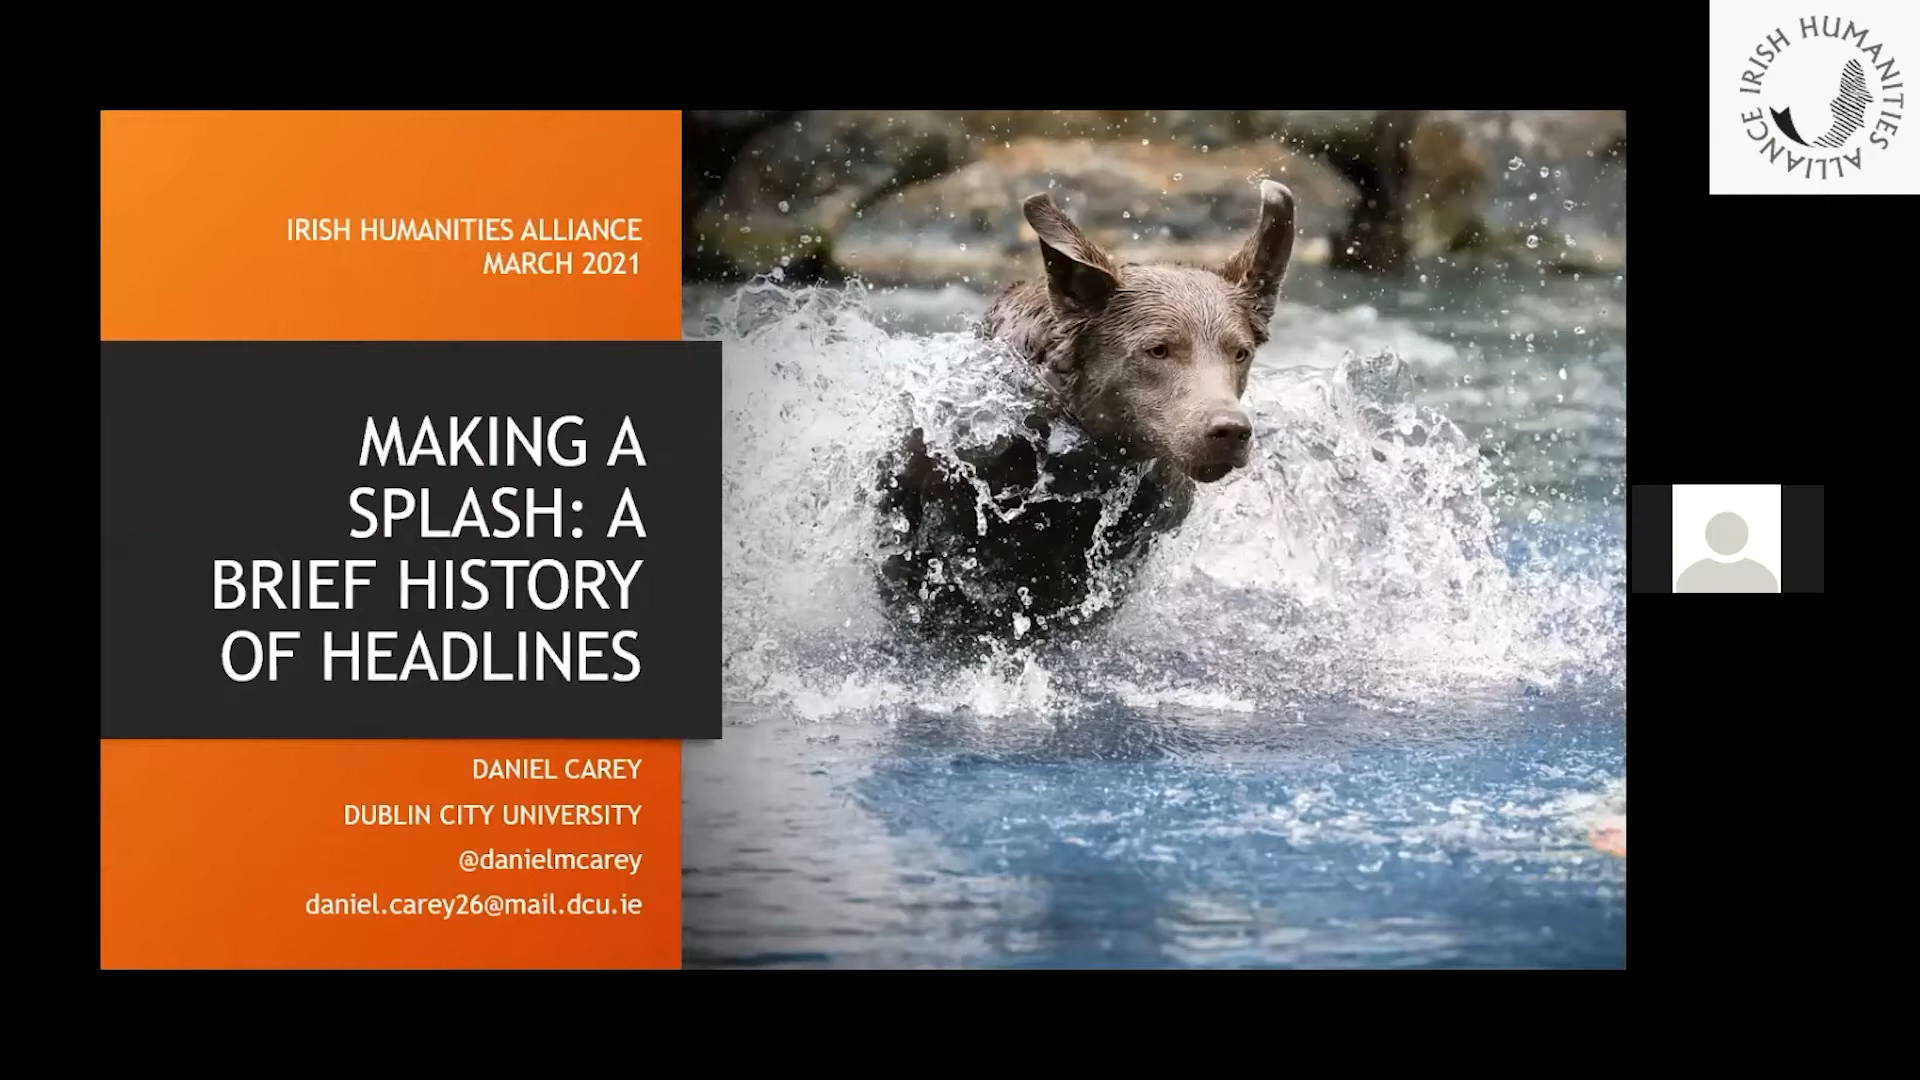 IRISH HUMANITIES ALLIANCE
MARCH 2021
MAKING A
SPLASH: A
BRIEF HISTORY
OF HEADLINES
DANIEL CAREY
DUBLIN CITY UNIVERSITY
@danielmcarey
daniel.carey26@mail.dcu.ie
IRISH HUMANITIES ALLIANCE